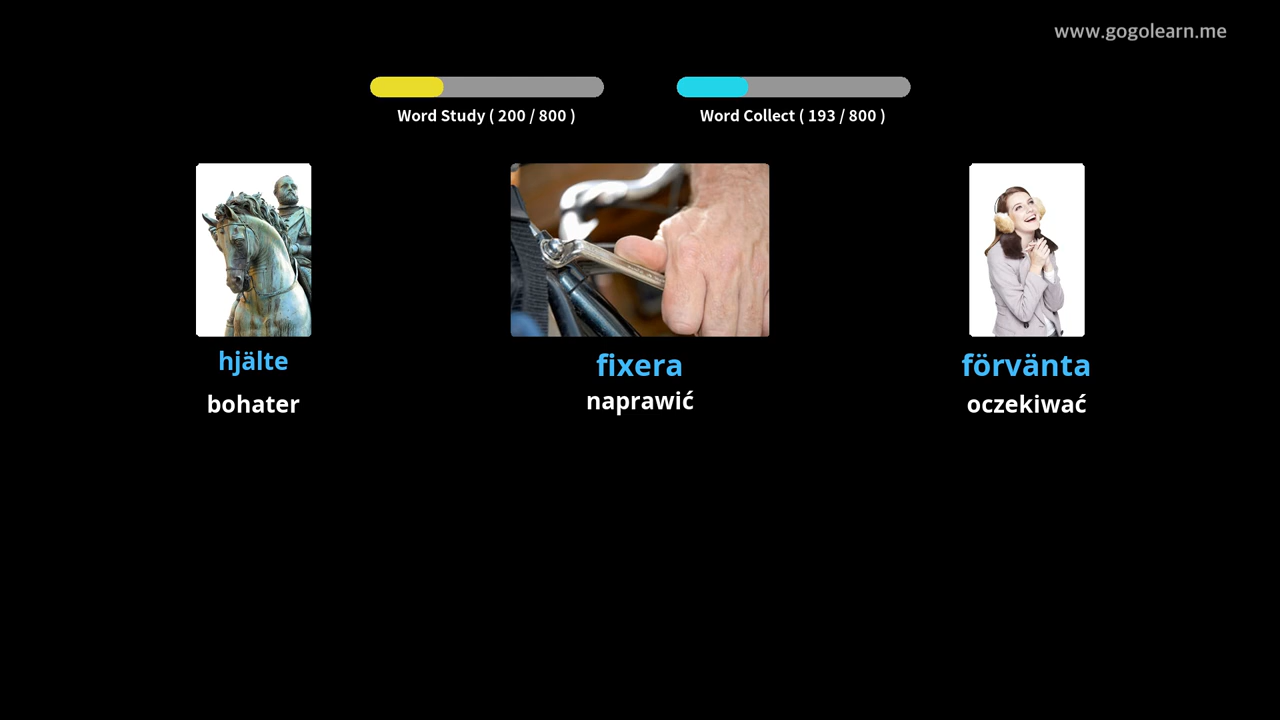 www.gogolearn.me
Word Study ( 200 / 800 )
Word Collect ( 193 / 800 )
hjälte
fixera
förvänta
bohater
naprawić
oczekiwać